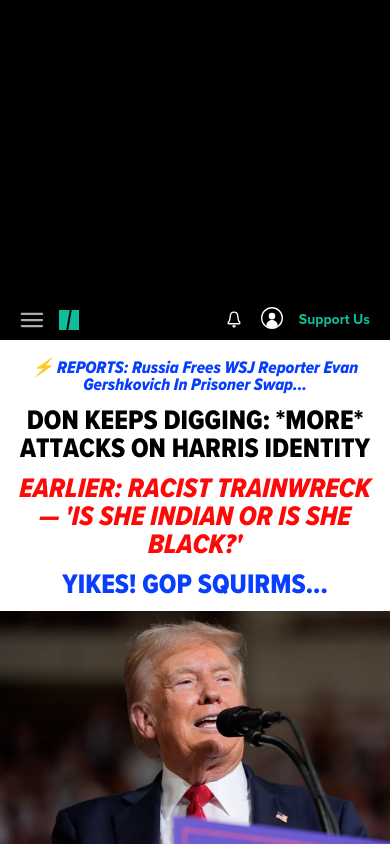 Support Us
⚡ REPORTS: Russia Frees WSJ Reporter Evan
Gershkovich In Prisoner Swap...
DON KEEPS DIGGING: *MORE*
ATTACKS ON HARRIS IDENTITY
EARLIER: RACIST TRAINWRECK
— 'IS SHE INDIAN OR IS SHE
BLACK?'
YIKES! GOP SQUIRMS...